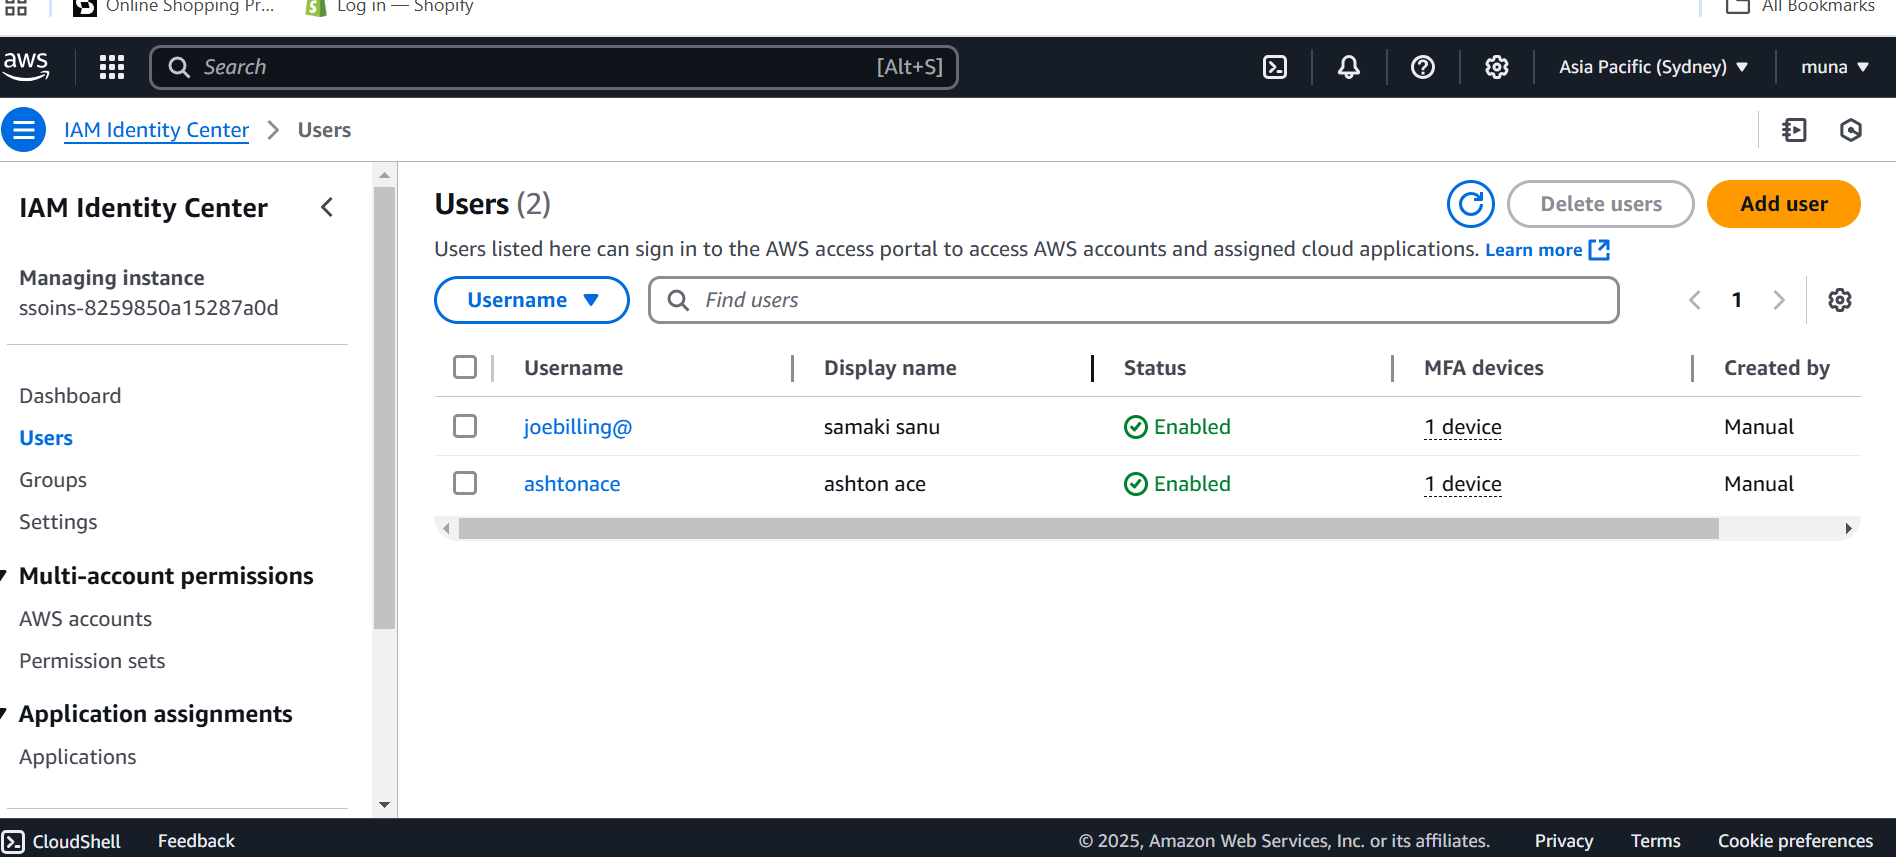 Online Shopping Pr...
Log in — Shopify
All Bookmarks
aws
Search
[Alt+S]
Asia Pacific (Sydney)
muna
IAM Identity Center
Users
IAM Identity Center
Managing instance
ssoins-8259850a15287a0d
Dashboard
Users
Groups
Settings
Multi-account permissions
AWS accounts
Permission sets
Application assignments
Applications
Users (2)
Delete users
Add user
Users listed here can sign in to the AWS access portal to access AWS accounts and assigned cloud applications. Learn more
Username
Find users
1
Username Display name Status MFA devices Created by
joebilling@ samaki sanu Enabled 1 device Manual
ashtonace ashton ace Enabled 1 device Manual
CloudShell Feedback © 2025, Amazon Web Services, Inc. or its affiliates. Privacy Terms Cookie preferences